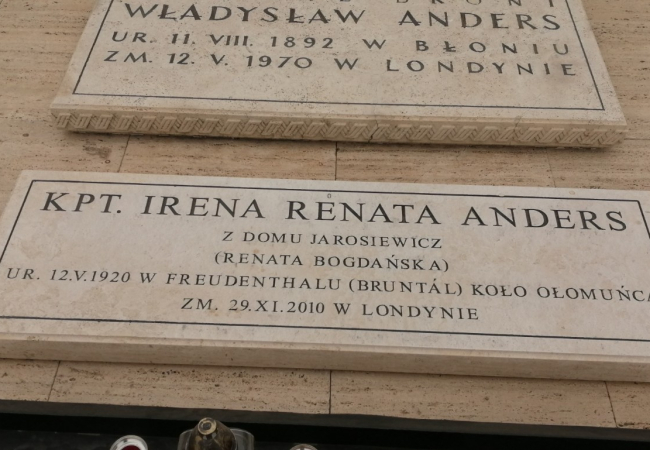 WŁADYSŁAW ANDERS
UR. 11. VIII. 1892 W BŁONIU
ZM. 12. V. 1970 W LONDYNIE
KPT. IRENA RENATA ANDERS
Z DOMU JAROSIEWICZ
(RENATA BOGDAŃSKA)
UR. 12.V.1920 W FREUDENTHALU (BRUNTÁL) KOŁO OŁOMUŃCA
ZM. 29.XI.2010 W LONDYNIE